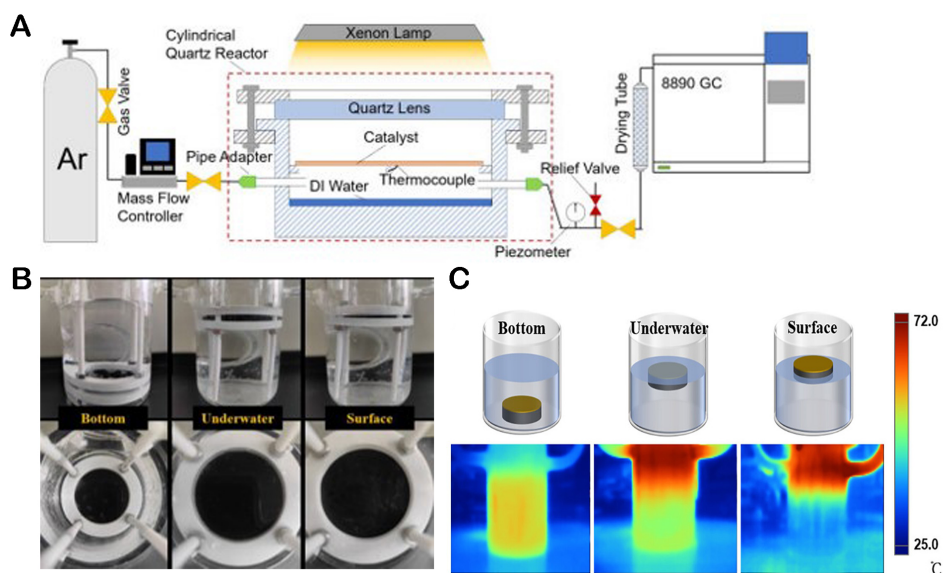 A
Xenon Lamp
Cylindrical
Quartz Reactor
Gas Valve
Quartz Lens
Drying Tube
8890 GC
Catalyst
Ar
Pipe Adapter
Relief Valve
DI Water
Thermocouple
Mass Flow
Controller
Piezometer
B
Bottom
Underwater
Surface
C
Bottom
Underwater
Surface
72.0
25.0
℃